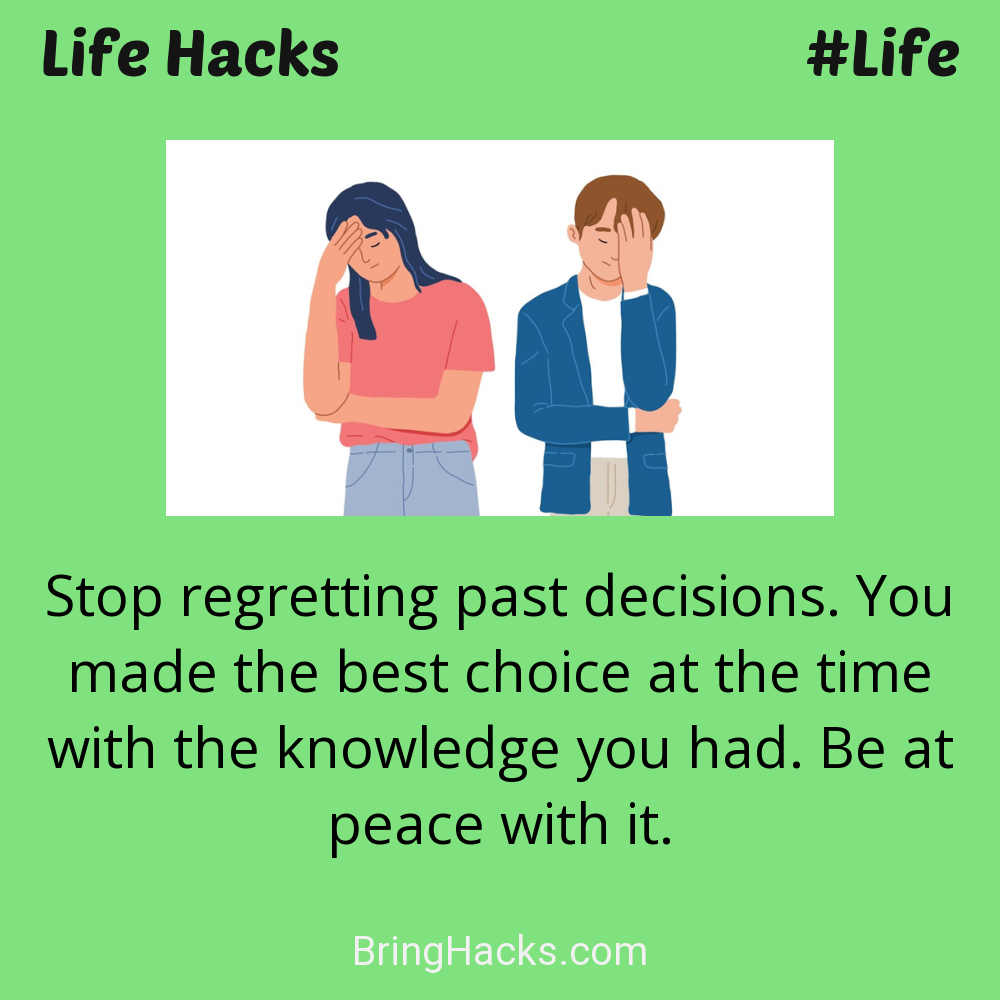 Life Hacks
#Life
Stop regretting past decisions. You
made the best choice at the time
with the knowledge you had. Be at
peace with it.
BringHacks.com